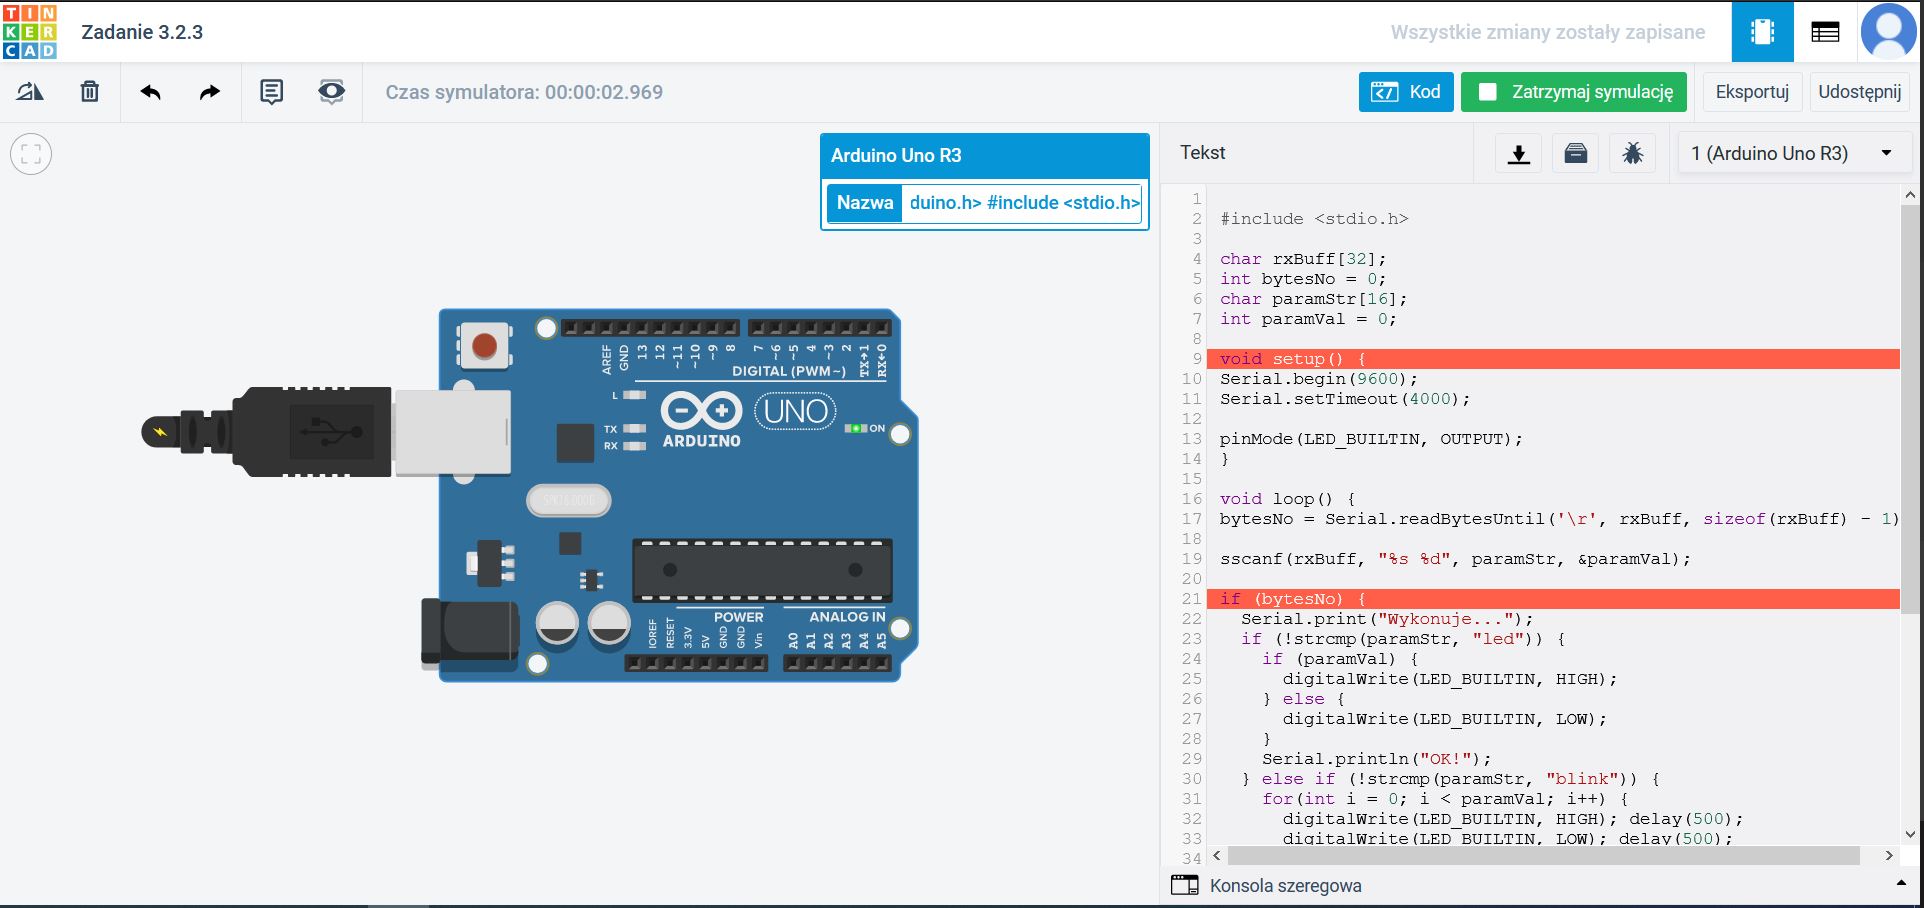 TIN
KER
CAD
Zadanie 3.2.3
Wszystkie zmiany zostały zapisane
Czas symulatora: 00:00:02.969
Kod
Zatrzymaj symulację
Eksportuj
Udostępnij
Arduino Uno R3
Nazwa
duino.h> #include <stdio.h>
Tekst
1 (Arduino Uno R3)
AREF
GND
13
12
~11
~10
~9
8
7
~6
~5
4
~3
2
TX→1
RX←0
DIGITAL (PWM~)
L
TX
RX
ARDUINO
UNO
ON
SPK16.000G
POWER
ANALOG IN
IOREF
RESET
3.3V
5V
GND
GND
Vin
A0
A1
A2
A3
A4
A5
1
2 #include <stdio.h>
3
4 char rxBuff[32];
5 int bytesNo = 0;
6 char paramStr[16];
7 int paramVal = 0;
8
9 void setup() {
10 Serial.begin(9600);
11 Serial.setTimeout(4000);
12
13 pinMode(LED_BUILTIN, OUTPUT);
14 }
15
16 void loop() {
17 bytesNo = Serial.readBytesUntil('\r', rxBuff, sizeof(rxBuff) - 1)
18
19 sscanf(rxBuff, "%s %d", paramStr, &paramVal);
20
21 if (bytesNo) {
22 Serial.print("Wykonuje...");
23 if (!strcmp(paramStr, "led")) {
24 if (paramVal) {
25 digitalWrite(LED_BUILTIN, HIGH);
26 } else {
27 digitalWrite(LED_BUILTIN, LOW);
28 }
29 Serial.println("OK!");
30 } else if (!strcmp(paramStr, "blink")) {
31 for(int i = 0; i < paramVal; i++) {
32 digitalWrite(LED_BUILTIN, HIGH); delay(500);
33 digitalWrite(LED_BUILTIN, LOW); delay(500);
34
Konsola szeregowa